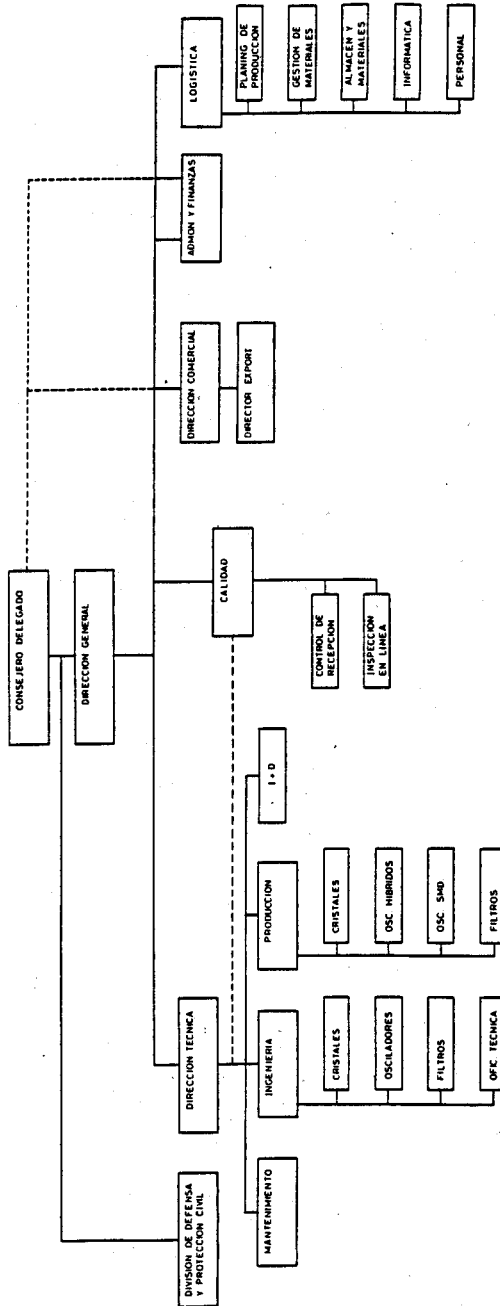 CONSEJERO DELEGADO
DIRECCION GENERAL
DIVISION DE DEFENSA
Y PROTECCION CIVIL
DIRECCION TECNICA
CALIDAD
DIRECCION COMERCIAL
ADMON Y FINANZAS
LOGISTICA
MANTENIMIENTO
INGENIERIA
PRODUCCION
I + D
CRISTALES
OSCILADORES
FILTROS
OFIC TECNICA
CRISTALES
OSC HIBRIDOS
OSC SMD
FILTROS
CONTROL DE
RECEPCION
INSPECCION
EN LINEA
DIRECTOR EXPORT
PLANING DE
PRODUCCION
GESTION DE
MATERIALES
ALMACEN Y
MATERIALES
INFORMATICA
PERSONAL